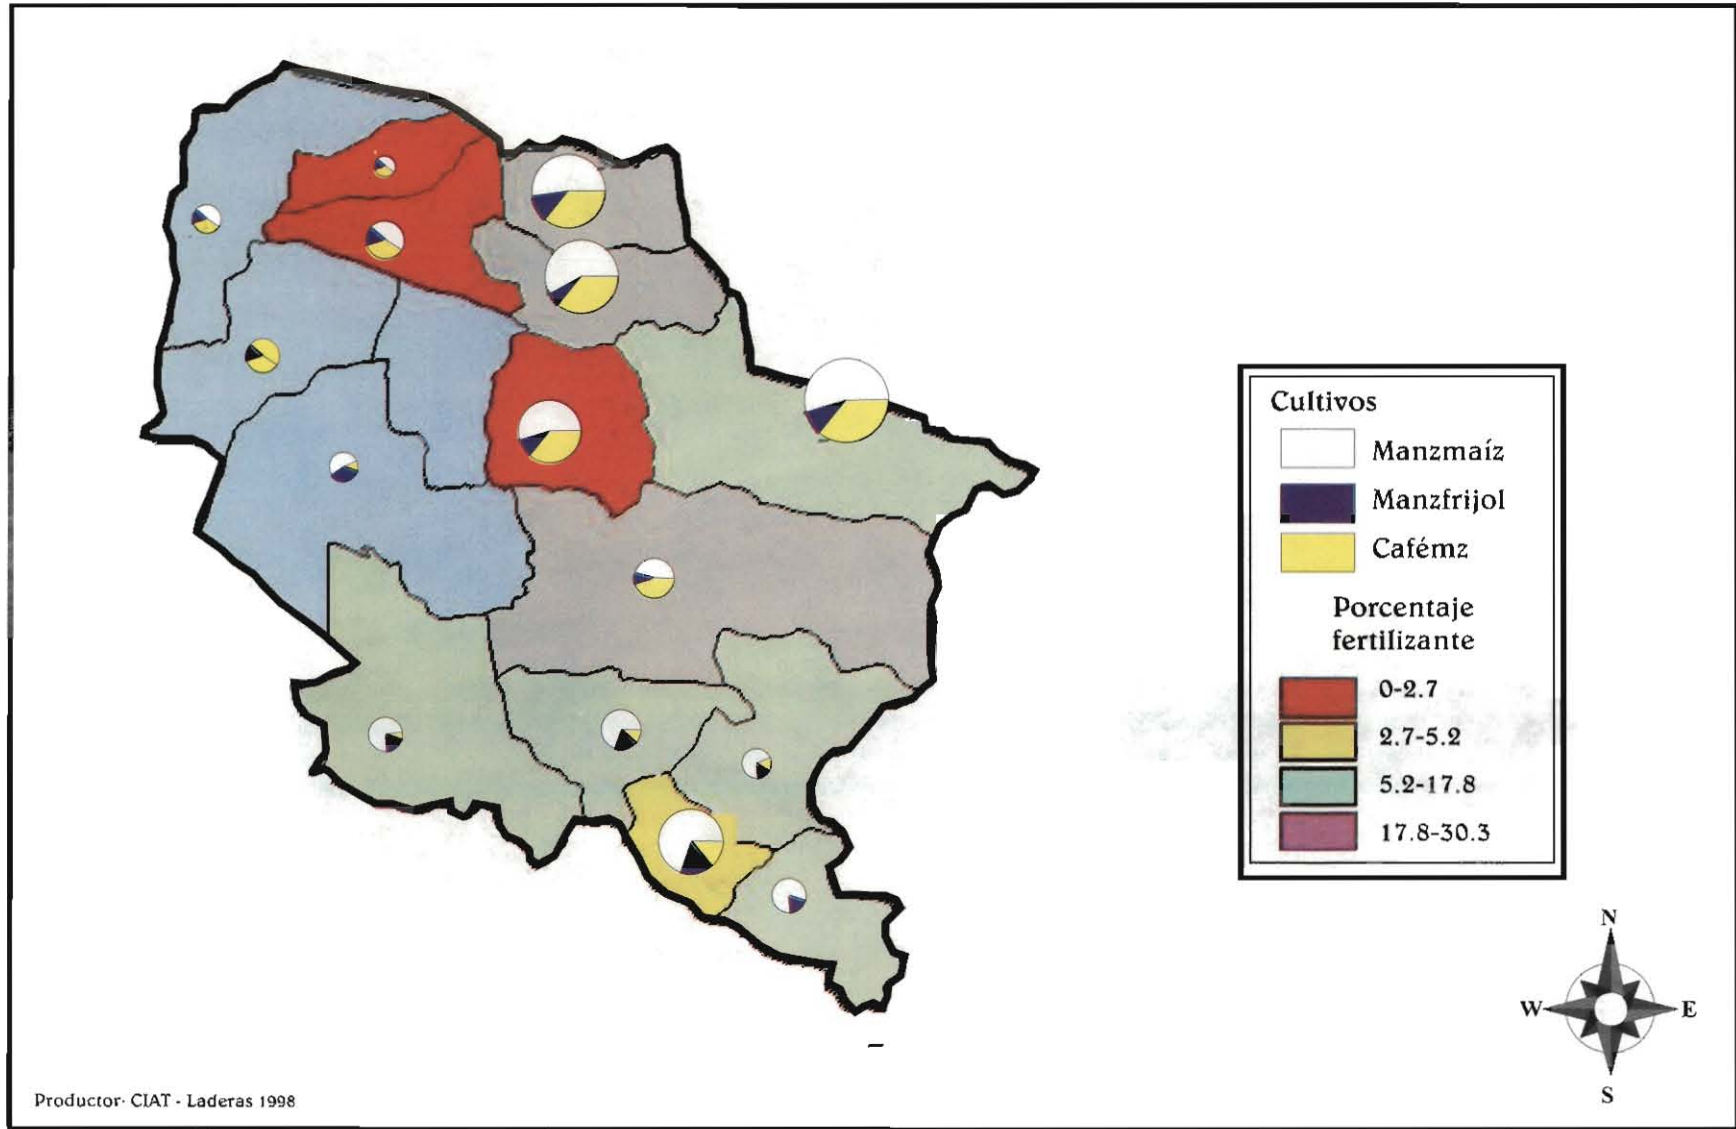 Cultivos
Manzmaíz
Manzfrijol
Cafémz
Porcentaje
fertilizante
0-2.7
2.7-5.2
5.2-17.8
17.8-30.3
N
W
E
S
Productor· CIAT - Laderas 1998